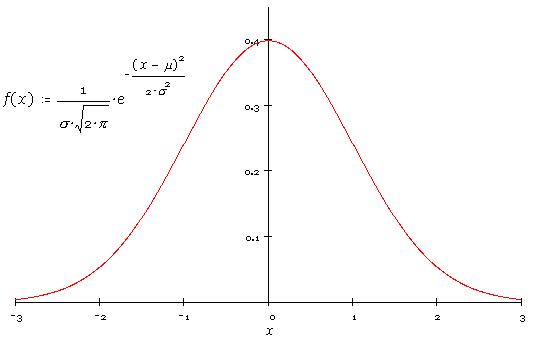 0.4
f(x) := 1/(σ·√(2·π)) · e^(-(x - μ)²/(2·σ²))
0.3
0.2
0.1
-3 -2 -1 0 1 2 3
x